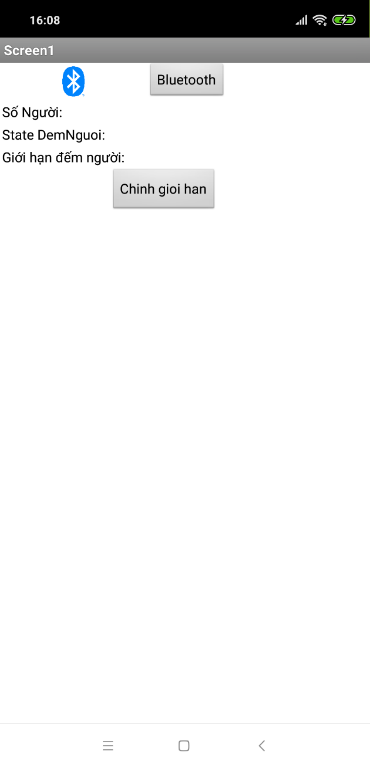 16:08
Screen1
Bluetooth
Số Người:
State DemNguoi:
Giới hạn đếm người:
Chinh gioi han